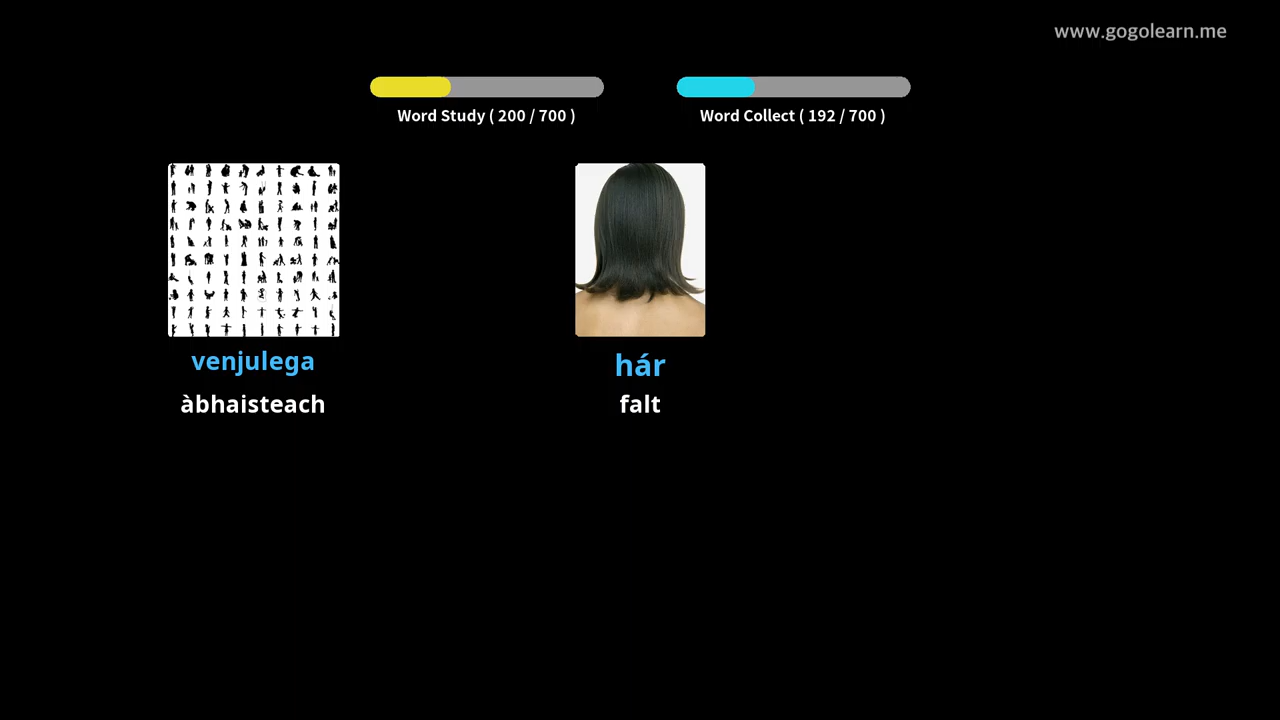 www.gogolearn.me
Word Study ( 200 / 700 )
Word Collect ( 192 / 700 )
venjulega
àbhaisteach
hár
falt